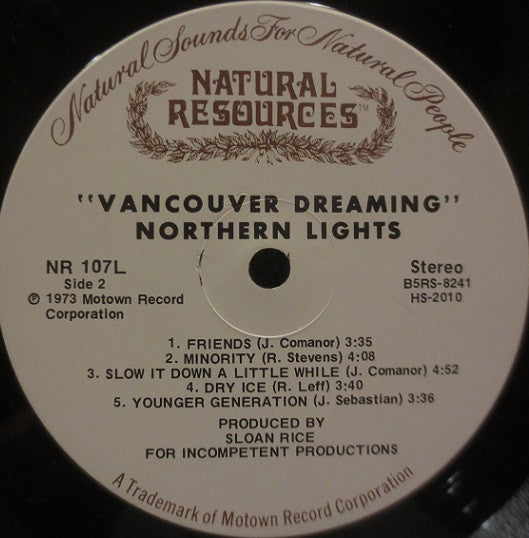 Natural Sounds For Natural People
NATURAL
RESOURCES™
"VANCOUVER DREAMING"
NORTHERN LIGHTS
NR 107L
Side 2
℗ 1973 Motown Record
Corporation
Stereo
B5RS-8241
HS-2010
1. FRIENDS (J. Comanor) 3:35
2. MINORITY (R. Stevens) 4:08
3. SLOW IT DOWN A LITTLE WHILE (J. Comanor) 4:52
4. DRY ICE (R. Leff) 3:40
5. YOUNGER GENERATION (J. Sebastian) 3:36
PRODUCED BY
SLOAN RICE
FOR INCOMPETENT PRODUCTIONS
A Trademark of Motown Record Corporation